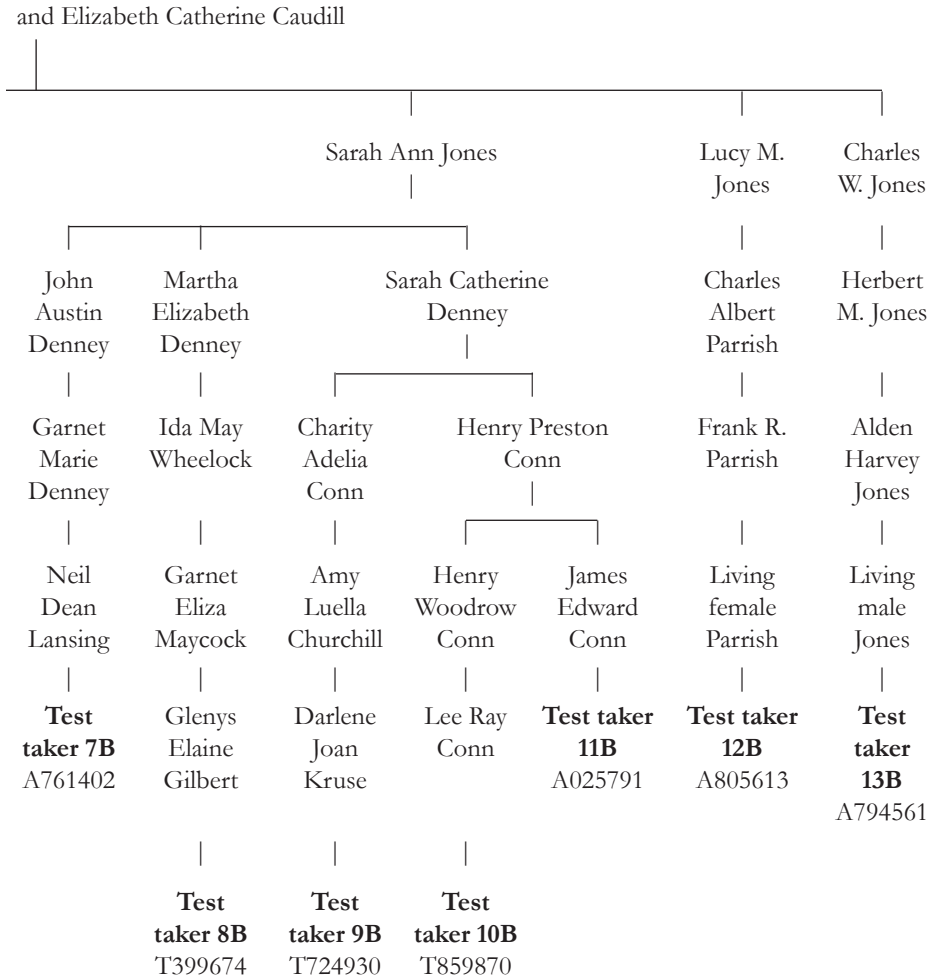 and Elizabeth Catherine Caudill
Sarah Ann Jones
Lucy M.
Jones
Charles
W. Jones
John
Austin
Denney
Martha
Elizabeth
Denney
Sarah Catherine
Denney
Charles
Albert
Parrish
Herbert
M. Jones
Garnet
Marie
Denney
Ida May
Wheelock
Charity
Adelia
Conn
Henry Preston
Conn
Frank R.
Parrish
Alden
Harvey
Jones
Neil
Dean
Lansing
Garnet
Eliza
Maycock
Amy
Luella
Churchill
Henry
Woodrow
Conn
James
Edward
Conn
Living
female
Parrish
Living
male
Jones
Test
taker 7B
A761402
Glenys
Elaine
Gilbert
Darlene
Joan
Kruse
Lee Ray
Conn
Test taker
11B
A025791
Test taker
12B
A805613
Test
taker
13B
A794561
Test
taker 8B
T399674
Test
taker 9B
T724930
Test
taker 10B
T859870